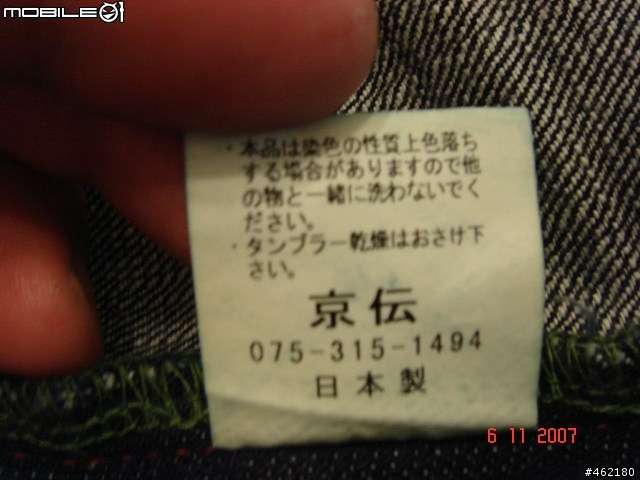 MOBILE01
・本品は染色の性質上色落ち
する場合がありますので他
の物と一緒に洗わないでく
ださい。
・タンブラー乾燥はおさけ下
さい。
京伝
075-315-1494
日本製
6 11 2007
#462180